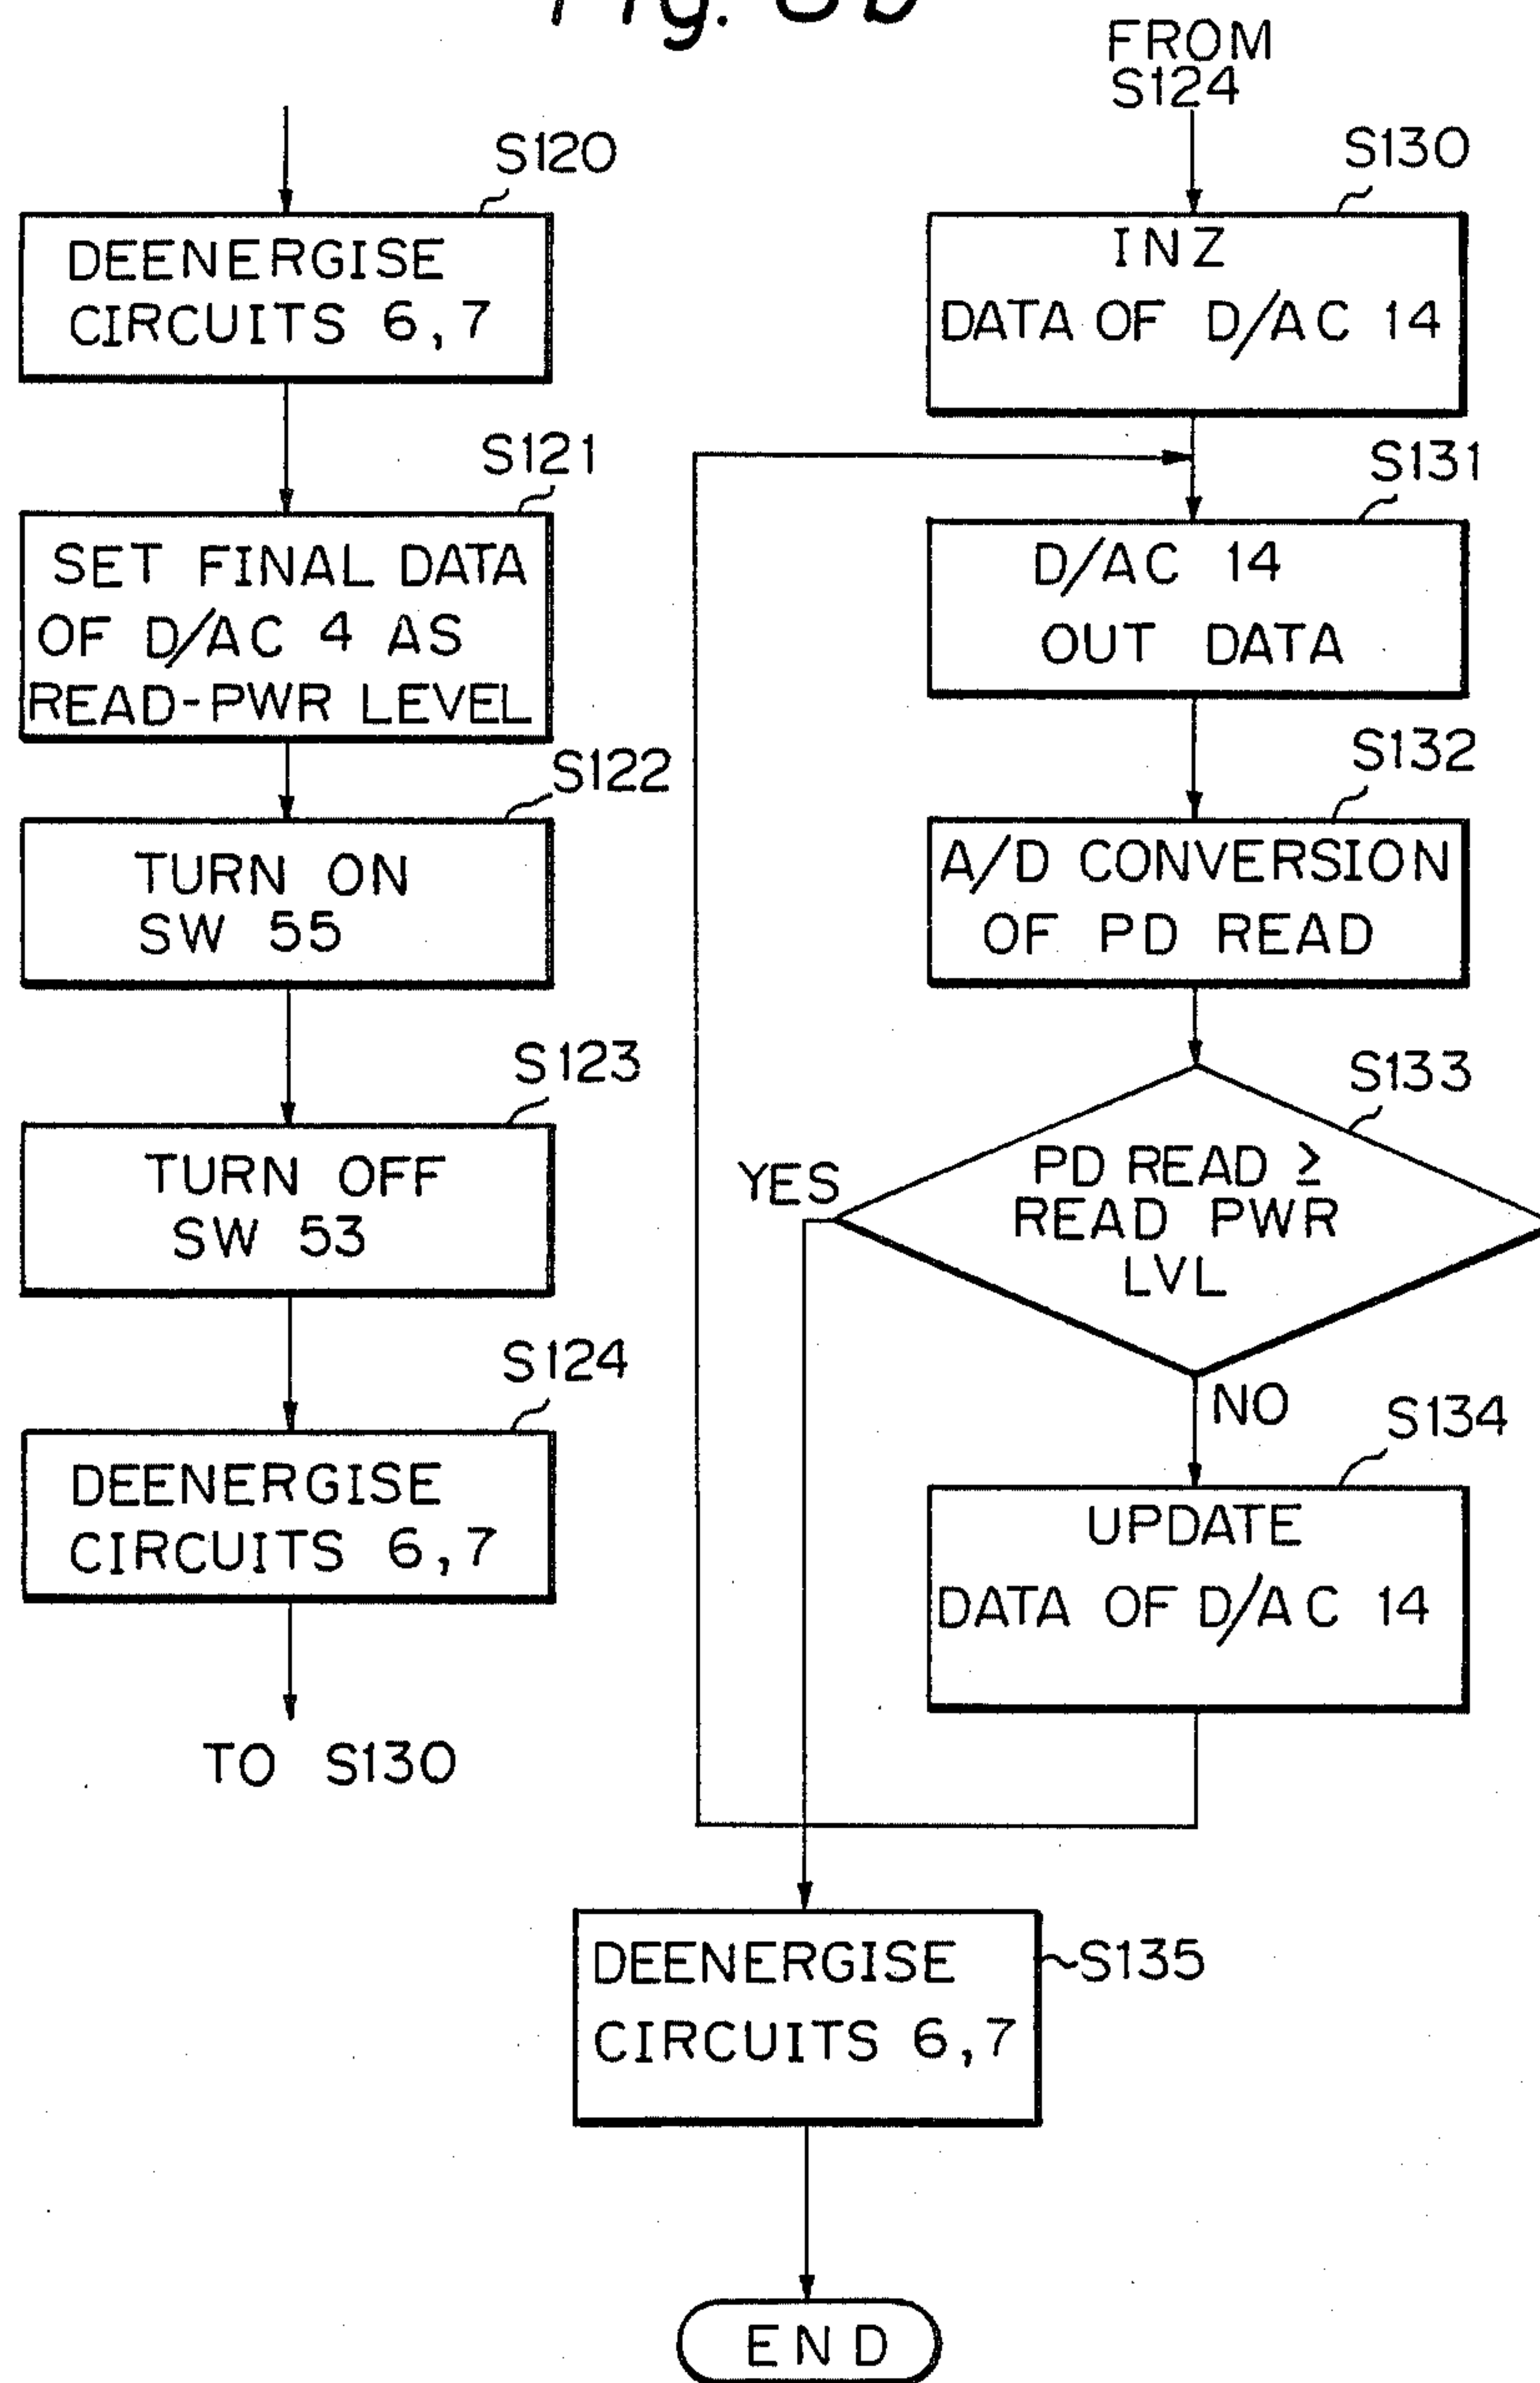 S120
DEENERGISE
CIRCUITS 6,7
S121
SET FINAL DATA
OF D/AC 4 AS
READ-PWR LEVEL
S122
TURN ON
SW 55
S123
TURN OFF
SW 53
S124
DEENERGISE
CIRCUITS 6,7
TO S130
FROM
S124
S130
INZ
DATA OF D/AC 14
S131
D/AC 14
OUT DATA
S132
A/D CONVERSION
OF PD READ
S133
PD READ ≥
READ PWR
LVL
YES
NO
S134
UPDATE
DATA OF D/AC 14
DEENERGISE
CIRCUITS 6,7
S135
END